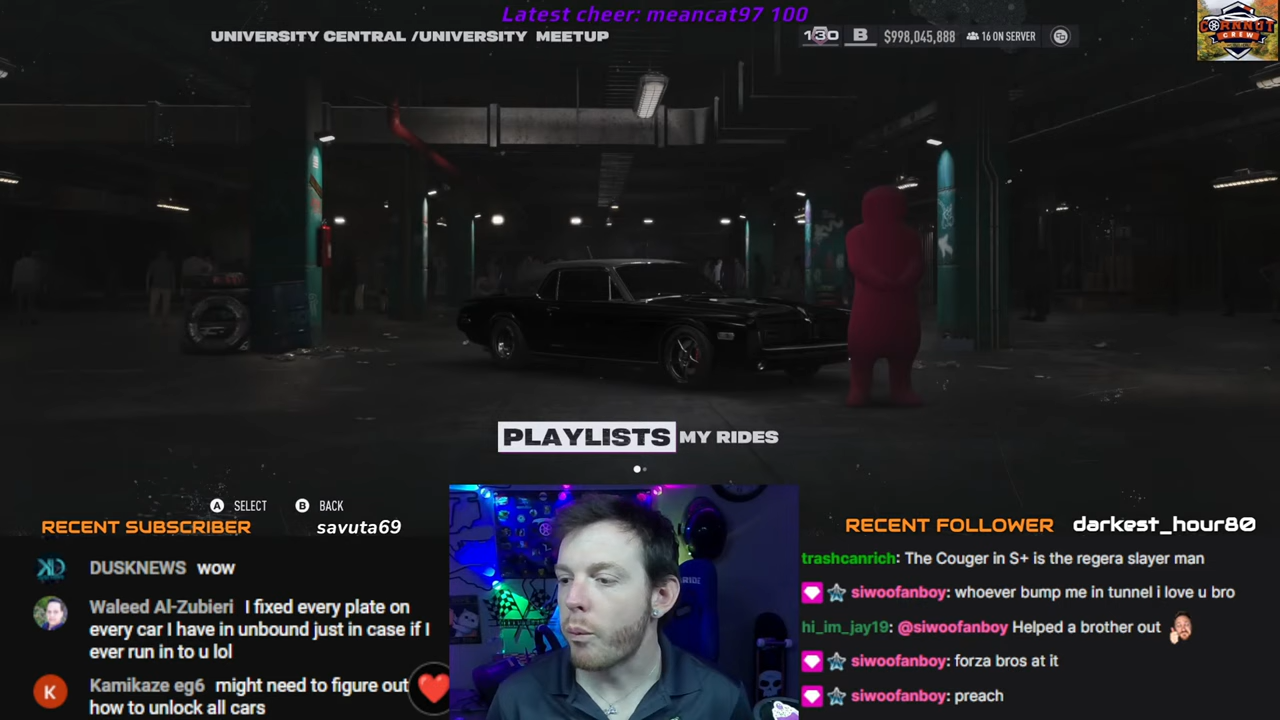 Latest cheer: meancat97 100
UNIVERSITY CENTRAL /UNIVERSITY MEETUP
130 B $998,045,888 16 ON SERVER
CORNNUT
CREW
PLAYLISTS MY RIDES
A SELECT B BACK
RECENT SUBSCRIBER savuta69
DUSKNEWS wow
Waleed Al-Zubieri I fixed every plate on
every car I have in unbound just in case if I
ever run in to u lol
K Kamikaze eg6 might need to figure out
how to unlock all cars
RECENT FOLLOWER darkest_hour80
trashcanrich: The Couger in S+ is the regera slayer man
siwoofanboy: whoever bump me in tunnel i love u bro
hi_im_jay19: @siwoofanboy Helped a brother out
siwoofanboy: forza bros at it
siwoofanboy: preach